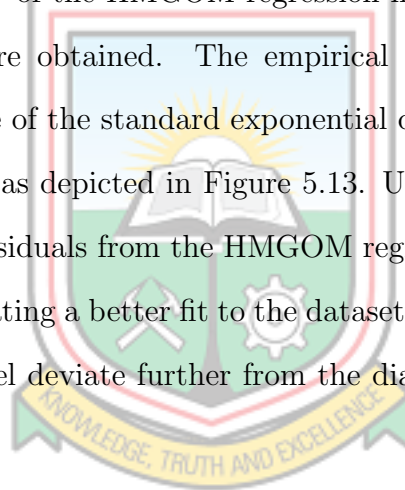 of the HMGOM regression
re obtained. The empirical
of the standard exponential
as depicted in Figure 5.13.
siduals from the HMGOM reg
ting a better fit to the dataset
el deviate further from the dia
KNOWLEDGE, TRUTH AND EXCELLENCE